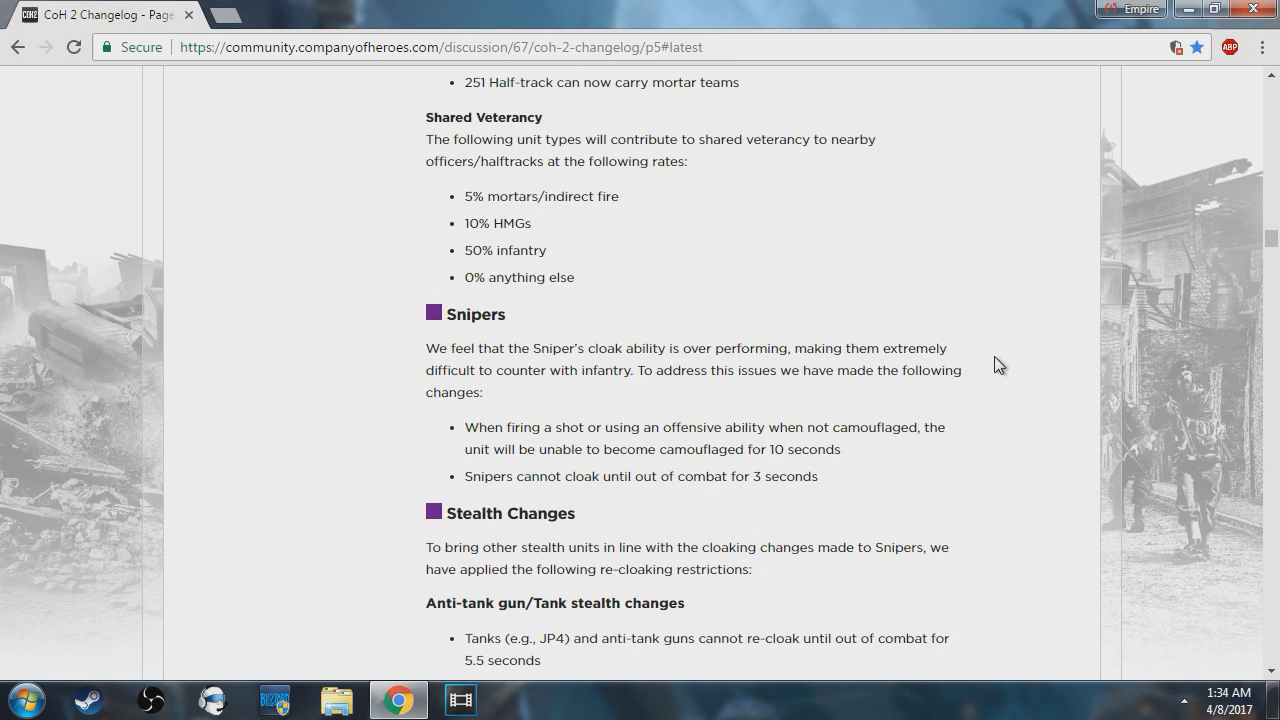 CoH 2 Changelog - Page
Empire
Secure
https://community.companyofheroes.com/discussion/67/coh-2-changelog/p5#latest
ABP
• 251 Half-track can now carry mortar teams
Shared Veterancy
The following unit types will contribute to shared veterancy to nearby
officers/halftracks at the following rates:
• 5% mortars/indirect fire
• 10% HMGs
• 50% infantry
• 0% anything else
Snipers
We feel that the Sniper's cloak ability is over performing, making them extremely
difficult to counter with infantry. To address this issues we have made the following
changes:
• When firing a shot or using an offensive ability when not camouflaged, the
unit will be unable to become camouflaged for 10 seconds
• Snipers cannot cloak until out of combat for 3 seconds
Stealth Changes
To bring other stealth units in line with the cloaking changes made to Snipers, we
have applied the following re-cloaking restrictions:
Anti-tank gun/Tank stealth changes
• Tanks (e.g., JP4) and anti-tank guns cannot re-cloak until out of combat for
5.5 seconds
BLIZZARD
1:34 AM
4/8/2017